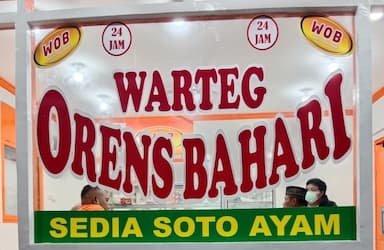 WOB 24 JAM 24 JAM WOB
WARTEG
ORENS BAHARI
SEDIA SOTO AYAM